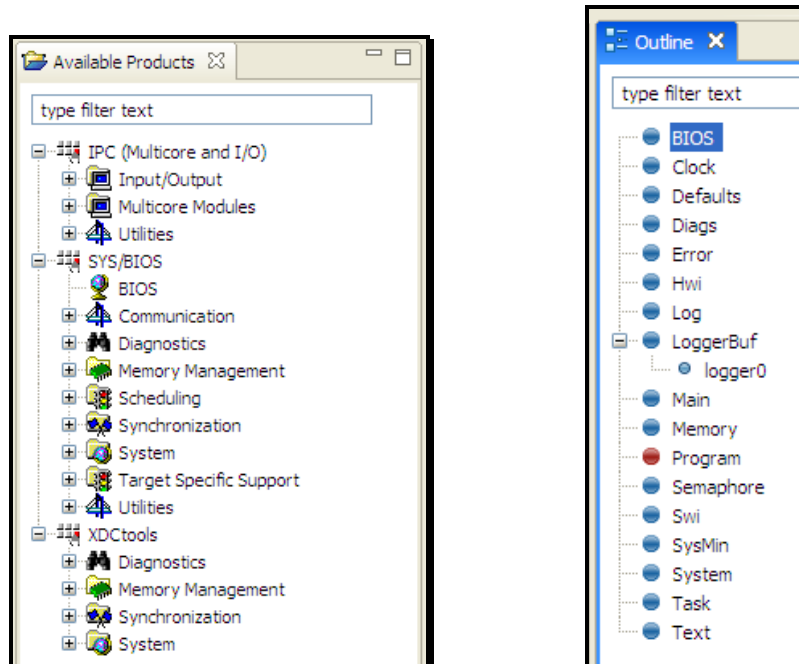 Available Products
type filter text
IPC (Multicore and I/O)
Input/Output
Multicore Modules
Utilities
SYS/BIOS
BIOS
Communication
Diagnostics
Memory Management
Scheduling
Synchronization
System
Target Specific Support
Utilities
XDCtools
Diagnostics
Memory Management
Synchronization
System
Outline
type filter text
BIOS
Clock
Defaults
Diags
Error
Hwi
Log
LoggerBuf
logger0
Main
Memory
Program
Semaphore
Swi
SysMin
System
Task
Text